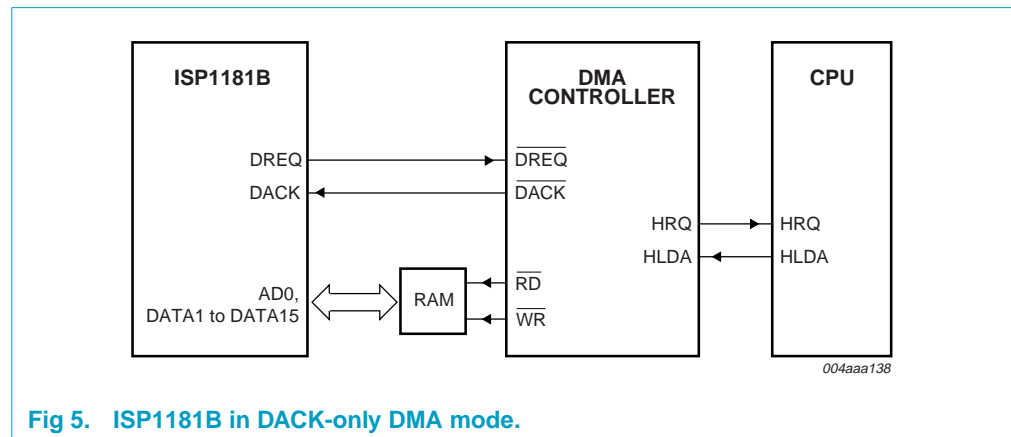 ISP1181B
DMA
CONTROLLER
CPU
DREQ
DREQ
DACK
DACK
HRQ
HRQ
HLDA
HLDA
AD0,
DATA1 to DATA15
RAM
RD
WR
004aaa138
Fig 5. ISP1181B in DACK-only DMA mode.